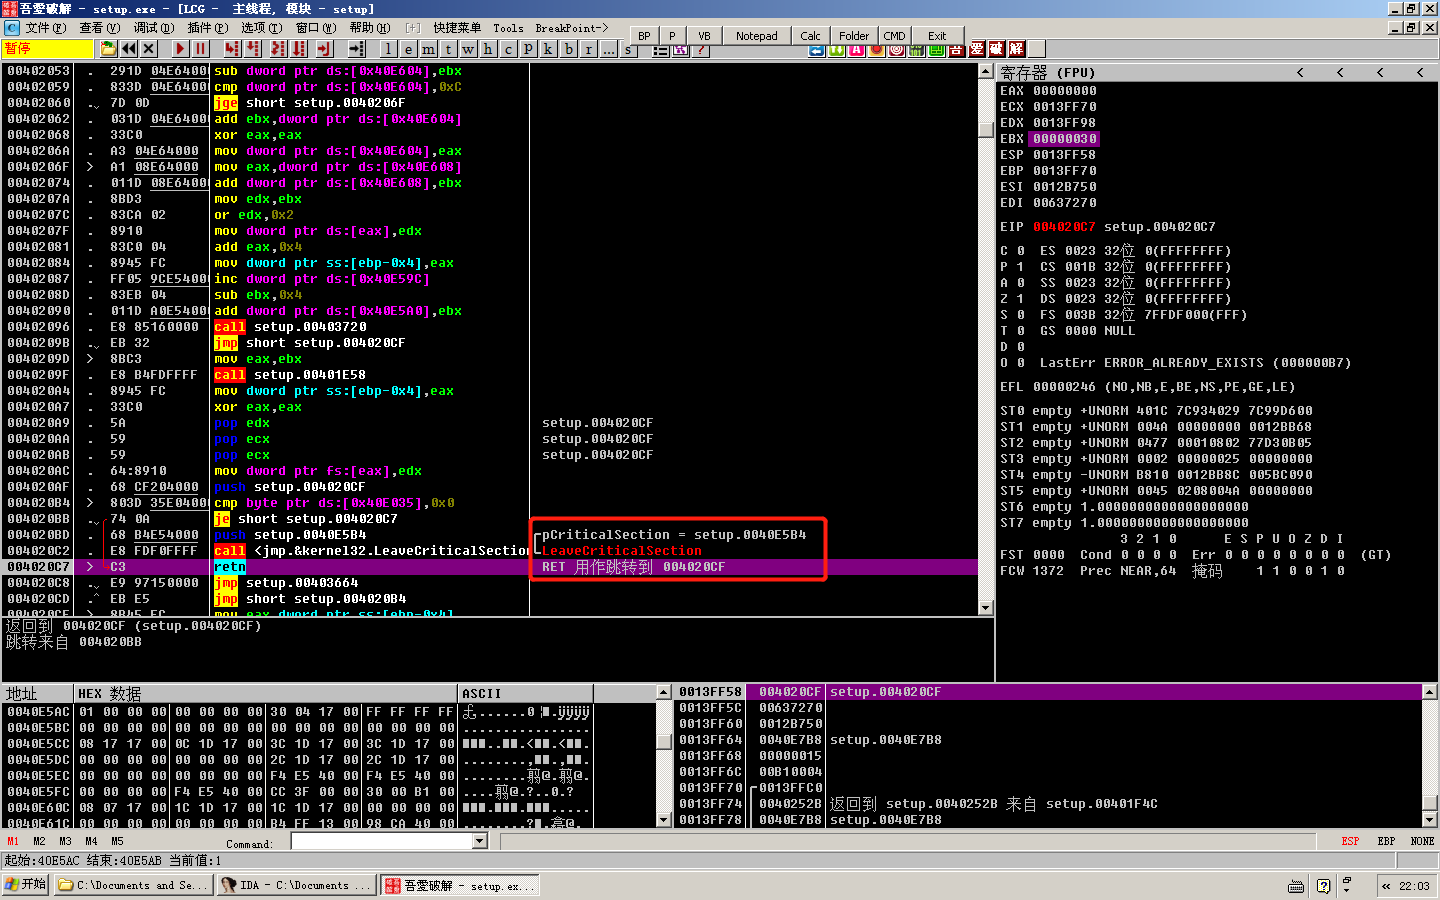 吾愛破解 - setup.exe - [LCG - 主线程, 模块 - setup]
文件(F) 查看(V) 调试(D) 插件(P) 选项(T) 窗口(W) 帮助(H) [+] 快捷菜单 Tools BreakPoint->
BP P VB Notepad Calc Folder CMD Exit
暂停 l e m t w h c p k b r ... s 吾 爱 破 解
00402053 . 291D 04E64000 sub dword ptr ds:[0x40E604],ebx
00402059 . 833D 04E64000 cmp dword ptr ds:[0x40E604],0xC
00402060 . 7D 0D jge short setup.0040206F
00402062 . 031D 04E64000 add ebx,dword ptr ds:[0x40E604]
00402068 . 33C0 xor eax,eax
0040206A . A3 04E64000 mov dword ptr ds:[0x40E604],eax
0040206F > A1 08E64000 mov eax,dword ptr ds:[0x40E608]
00402074 . 011D 08E64000 add dword ptr ds:[0x40E608],ebx
0040207A . 8BD3 mov edx,ebx
0040207C . 83CA 02 or edx,0x2
0040207F . 8910 mov dword ptr ds:[eax],edx
00402081 . 83C0 04 add eax,0x4
00402084 . 8945 FC mov dword ptr ss:[ebp-0x4],eax
00402087 . FF05 9CE54000 inc dword ptr ds:[0x40E59C]
0040208D . 83EB 04 sub ebx,0x4
00402090 . 011D A0E54000 add dword ptr ds:[0x40E5A0],ebx
00402096 . E8 85160000 call setup.00403720
0040209B . EB 32 jmp short setup.004020CF
0040209D > 8BC3 mov eax,ebx
0040209F . E8 B4FDFFFF call setup.00401E58
004020A4 . 8945 FC mov dword ptr ss:[ebp-0x4],eax
004020A7 . 33C0 xor eax,eax
004020A9 . 5A pop edx setup.004020CF
004020AA . 59 pop ecx setup.004020CF
004020AB . 59 pop ecx setup.004020CF
004020AC . 64:8910 mov dword ptr fs:[eax],edx
004020AF . 68 CF204000 push setup.004020CF
004020B4 > 803D 35E04000 cmp byte ptr ds:[0x40E035],0x0
004020BB . 74 0A je short setup.004020C7
004020BD . 68 B4E54000 push setup.0040E5B4 pCriticalSection = setup.0040E5B4
004020C2 . E8 FDF0FFFF call <jmp.&kernel32.LeaveCriticalSection LeaveCriticalSection
004020C7 > C3 retn RET 用作跳转到 004020CF
004020C8 . E9 97150000 jmp setup.00403664
004020CD . EB E5 jmp short setup.004020B4
004020CF > 8B45 FC mov eax,dword ptr ss:[ebp-0x4]
返回到 004020CF (setup.004020CF)
跳转来自 004020BB
寄存器 (FPU) < < < <
EAX 00000000
ECX 0013FF70
EDX 0013FF98
EBX 00000030
ESP 0013FF58
EBP 0013FF70
ESI 0012B750
EDI 00637270
EIP 004020C7 setup.004020C7
C 0 ES 0023 32位 0(FFFFFFFF)
P 1 CS 001B 32位 0(FFFFFFFF)
A 0 SS 0023 32位 0(FFFFFFFF)
Z 1 DS 0023 32位 0(FFFFFFFF)
S 0 FS 003B 32位 7FFDF000(FFF)
T 0 GS 0000 NULL
D 0
O 0 LastErr ERROR_ALREADY_EXISTS (000000B7)
EFL 00000246 (NO,NB,E,BE,NS,PE,GE,LE)
ST0 empty +UNORM 401C 7C934029 7C99D600
ST1 empty +UNORM 004A 00000000 0012BB68
ST2 empty +UNORM 0477 00010802 77D30B05
ST3 empty +UNORM 0002 00000025 00000000
ST4 empty -UNORM B810 0012BB8C 005BC090
ST5 empty +UNORM 0045 0208004A 00000000
ST6 empty 1.0000000000000000000
ST7 empty 1.0000000000000000000
3 2 1 0 E S P U O Z D I
FST 0000 Cond 0 0 0 0 Err 0 0 0 0 0 0 0 0 (GT)
FCW 1372 Prec NEAR,64 掩码 1 1 0 0 1 0
地址 HEX 数据 ASCII
0040E5AC 01 00 00 00 00 00 00 00 30 04 17 00 FF FF FF FF
0040E5BC 00 00 00 00 00 00 00 00 00 00 00 00 00 00 00 00 ................
0040E5CC 08 17 17 00 0C 1D 17 00 3C 1D 17 00 3C 1D 17 00
0040E5DC 00 00 00 00 00 00 00 00 2C 1D 17 00 2C 1D 17 00
0040E5EC 00 00 00 00 00 00 00 00 F4 E5 40 00 F4 E5 40 00 ........翦@.翦@.
0040E5FC 00 00 00 00 F4 E5 40 00 CC 3F 00 00 30 00 B1 00 ....翦@.?..0.?
0040E60C 08 07 17 00 1C 1D 17 00 1C 1D 17 00 00 00 00 00
0040E61C 00 00 00 00 00 00 00 00 B4 FF 13 00 98 CA 40 00
0013FF58 004020CF setup.004020CF
0013FF5C 00637270
0013FF60 0012B750
0013FF64 0040E7B8 setup.0040E7B8
0013FF68 00000015
0013FF6C 00B10004
0013FF70 0013FFC0
0013FF74 0040252B 返回到 setup.0040252B 来自 setup.00401F4C
0013FF78 0040E7B8 setup.0040E7B8
M1 M2 M3 M4 M5 Command: ESP EBP NONE
起始:40E5AC 结束:40E5AB 当前值:1
开始 C:\Documents and Se... IDA - C:\Documents ... 吾愛破解 - setup.ex... « 22:03